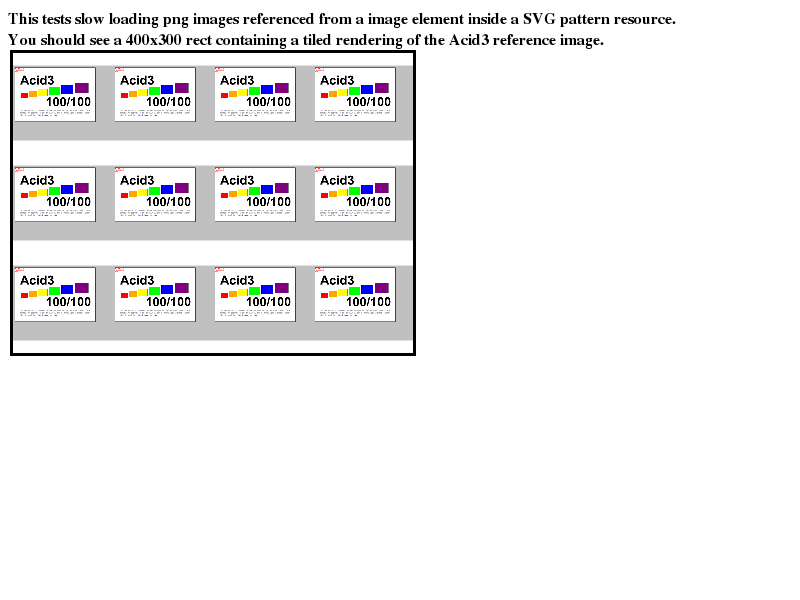 This tests slow loading png images referenced from a image element inside a SVG pattern resource.
You should see a 400x300 rect containing a tiled rendering of the Acid3 reference image.
Acid3 Acid3 Acid3 Acid3
100/100 100/100 100/100 100/100
Acid3 Acid3 Acid3 Acid3
100/100 100/100 100/100 100/100
Acid3 Acid3 Acid3 Acid3
100/100 100/100 100/100 100/100